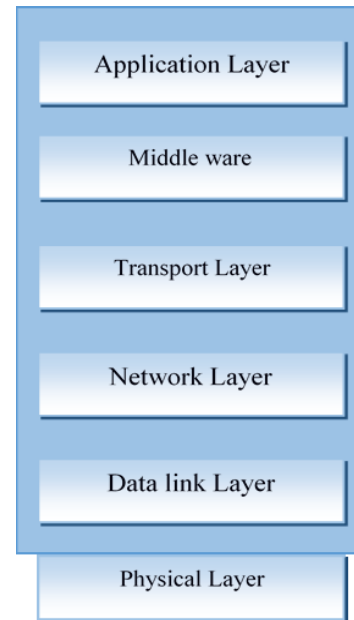 Application Layer
Middle ware
Transport Layer
Network Layer
Data link Layer
Physical Layer